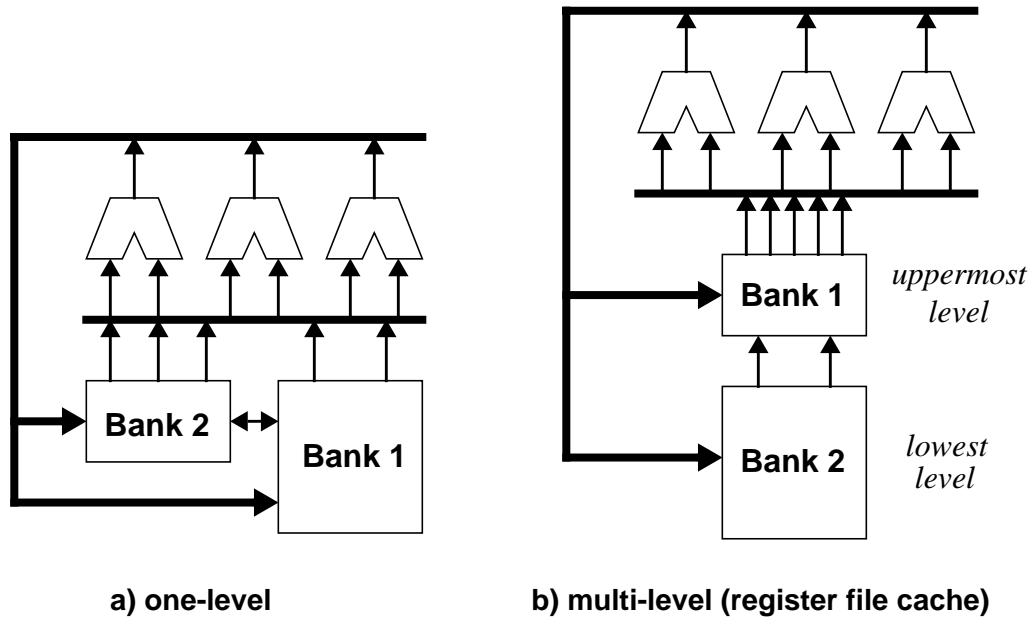 Bank 2
Bank 1
a) one-level
Bank 1
uppermost
level
Bank 2
lowest
level
b) multi-level (register file cache)